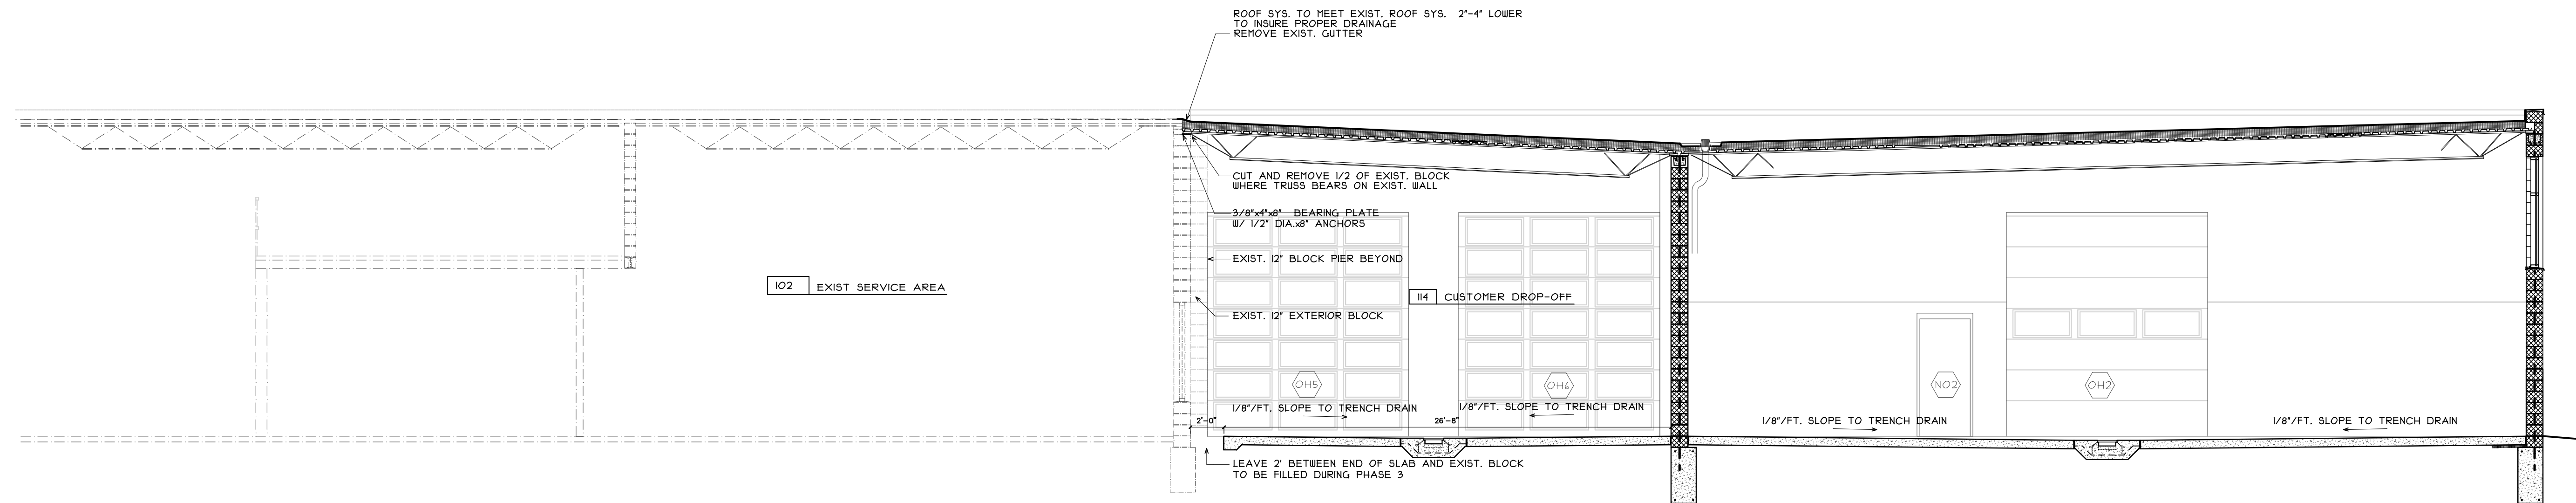 ROOF SYS. TO MEET EXIST. ROOF SYS. 2"-4" LOWER
TO INSURE PROPER DRAINAGE
REMOVE EXIST. GUTTER
CUT AND REMOVE 1/2 OF EXIST. BLOCK
WHERE TRUSS BEARS ON EXIST. WALL
3/8"x4"x8" BEARING PLATE
W/ 1/2" DIA.x8" ANCHORS
EXIST. 12" BLOCK PIER BEYOND
102 EXIST SERVICE AREA
114 CUSTOMER DROP-OFF
EXIST. 12" EXTERIOR BLOCK
OH5
OH6
NO2
OH2
1/8"/FT. SLOPE TO TRENCH DRAIN
1/8"/FT. SLOPE TO TRENCH DRAIN
1/8"/FT. SLOPE TO TRENCH DRAIN
1/8"/FT. SLOPE TO TRENCH DRAIN
2'-0"
26'-8"
LEAVE 2' BETWEEN END OF SLAB AND EXIST. BLOCK
TO BE FILLED DURING PHASE 3